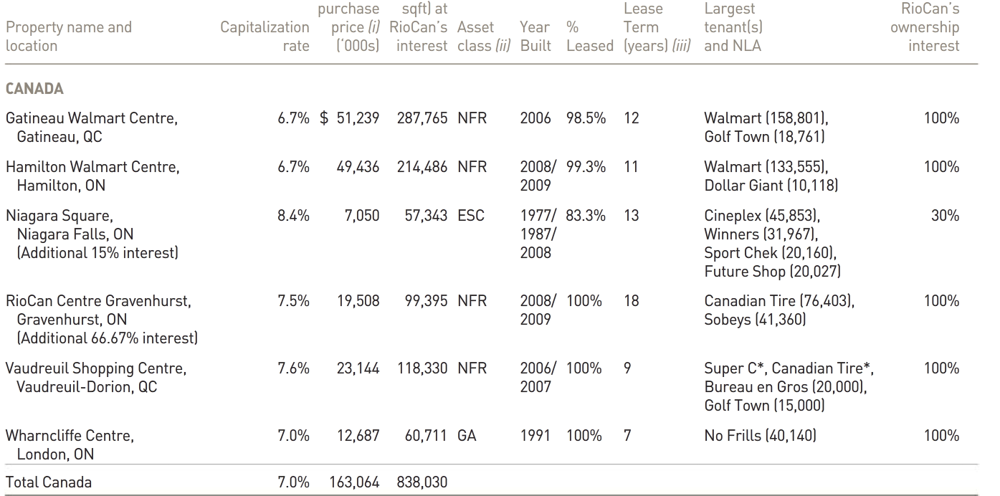 purchase sqft) at Lease Largest RioCan's
Property name and Capitalization price (i) RioCan's Asset Year % Term tenant(s) ownership
location rate ('000s) interest class (ii) Built Leased (years) (iii) and NLA interest
CANADA
Gatineau Walmart Centre, 6.7% $ 51,239 287,765 NFR 2006 98.5% 12 Walmart (158,801), 100%
Gatineau, QC Golf Town (18,761)
Hamilton Walmart Centre, 6.7% 49,436 214,486 NFR 2008/ 99.3% 11 Walmart (133,555), 100%
Hamilton, ON 2009 Dollar Giant (10,118)
Niagara Square, 8.4% 7,050 57,343 ESC 1977/ 83.3% 13 Cineplex (45,853), 30%
Niagara Falls, ON 1987/ Winners (31,967),
(Additional 15% interest) 2008 Sport Chek (20,160),
Future Shop (20,027)
RioCan Centre Gravenhurst, 7.5% 19,508 99,395 NFR 2008/ 100% 18 Canadian Tire (76,403), 100%
Gravenhurst, ON 2009 Sobeys (41,360)
(Additional 66.67% interest)
Vaudreuil Shopping Centre, 7.6% 23,144 118,330 NFR 2006/ 100% 9 Super C*, Canadian Tire*, 100%
Vaudreuil-Dorion, QC 2007 Bureau en Gros (20,000),
Golf Town (15,000)
Wharncliffe Centre, 7.0% 12,687 60,711 GA 1991 100% 7 No Frills (40,140) 100%
London, ON
Total Canada 7.0% 163,064 838,030